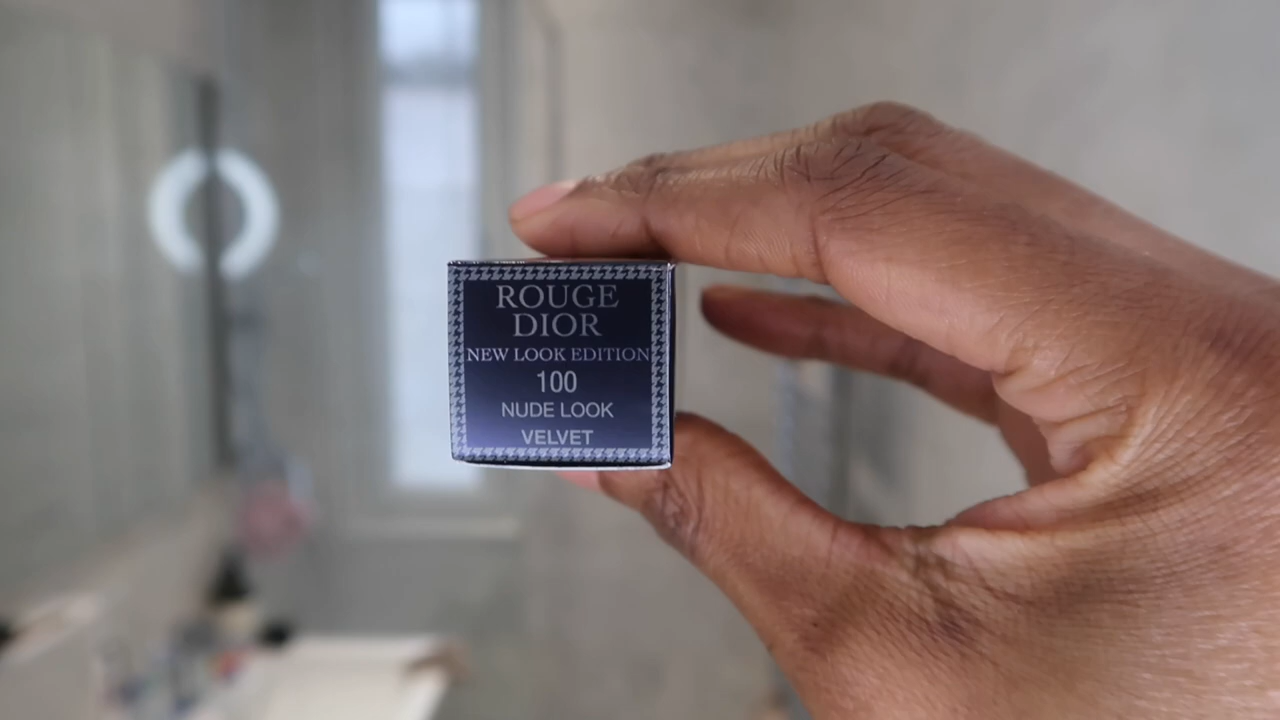 ROUGE
DIOR
NEW LOOK EDITION
100
NUDE LOOK
VELVET